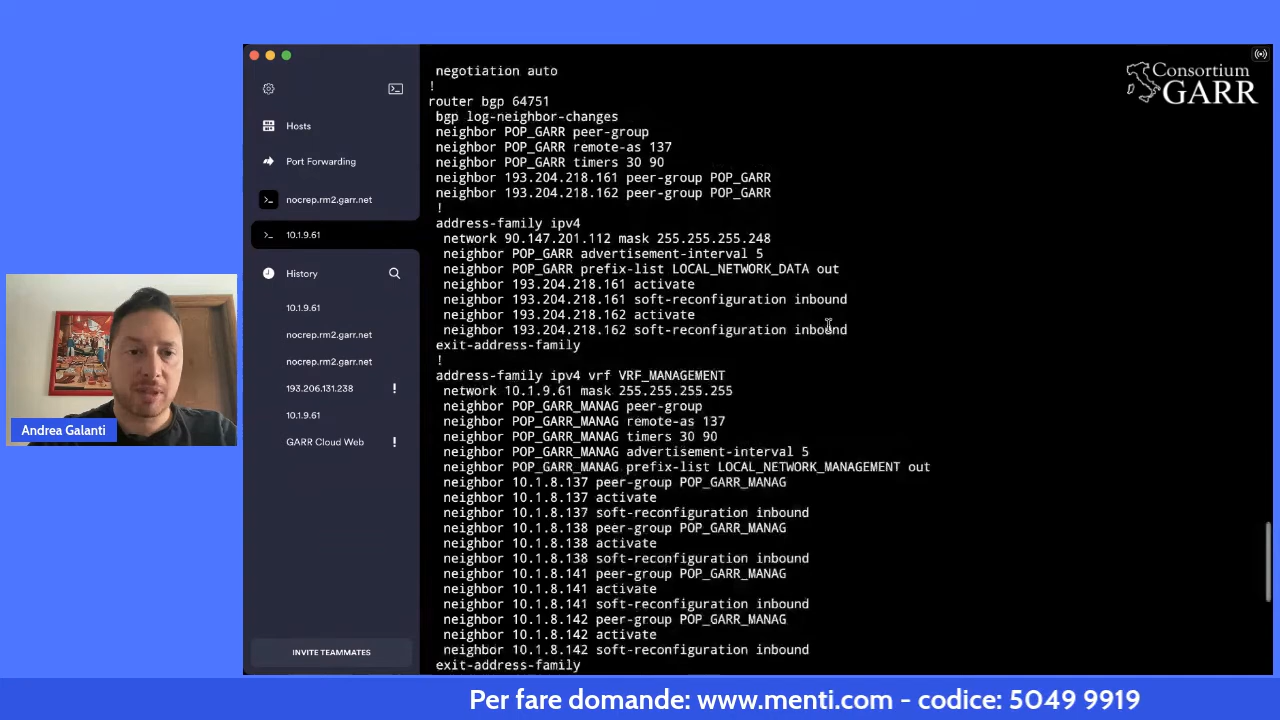 Consortium
GARR
Hosts
Port Forwarding
nocrep.rm2.garr.net
10.1.9.61
History
10.1.9.61
nocrep.rm2.garr.net
nocrep.rm2.garr.net
193.206.131.238 !
10.1.9.61
GARR Cloud Web !
INVITE TEAMMATES
negotiation auto
!
router bgp 64751
bgp log-neighbor-changes
neighbor POP_GARR peer-group
neighbor POP_GARR remote-as 137
neighbor POP_GARR timers 30 90
neighbor 193.204.218.161 peer-group POP_GARR
neighbor 193.204.218.162 peer-group POP_GARR
!
address-family ipv4
network 90.147.201.112 mask 255.255.255.248
neighbor POP_GARR advertisement-interval 5
neighbor POP_GARR prefix-list LOCAL_NETWORK_DATA out
neighbor 193.204.218.161 activate
neighbor 193.204.218.161 soft-reconfiguration inbound
neighbor 193.204.218.162 activate
neighbor 193.204.218.162 soft-reconfiguration inbound
exit-address-family
!
address-family ipv4 vrf VRF_MANAGEMENT
network 10.1.9.61 mask 255.255.255.255
neighbor POP_GARR_MANAG peer-group
neighbor POP_GARR_MANAG remote-as 137
neighbor POP_GARR_MANAG timers 30 90
neighbor POP_GARR_MANAG advertisement-interval 5
neighbor POP_GARR_MANAG prefix-list LOCAL_NETWORK_MANAGEMENT out
neighbor 10.1.8.137 peer-group POP_GARR_MANAG
neighbor 10.1.8.137 activate
neighbor 10.1.8.137 soft-reconfiguration inbound
neighbor 10.1.8.138 peer-group POP_GARR_MANAG
neighbor 10.1.8.138 activate
neighbor 10.1.8.138 soft-reconfiguration inbound
neighbor 10.1.8.141 peer-group POP_GARR_MANAG
neighbor 10.1.8.141 activate
neighbor 10.1.8.141 soft-reconfiguration inbound
neighbor 10.1.8.142 peer-group POP_GARR_MANAG
neighbor 10.1.8.142 activate
neighbor 10.1.8.142 soft-reconfiguration inbound
exit-address-family
Andrea Galanti
Per fare domande: www.menti.com - codice: 5049 9919